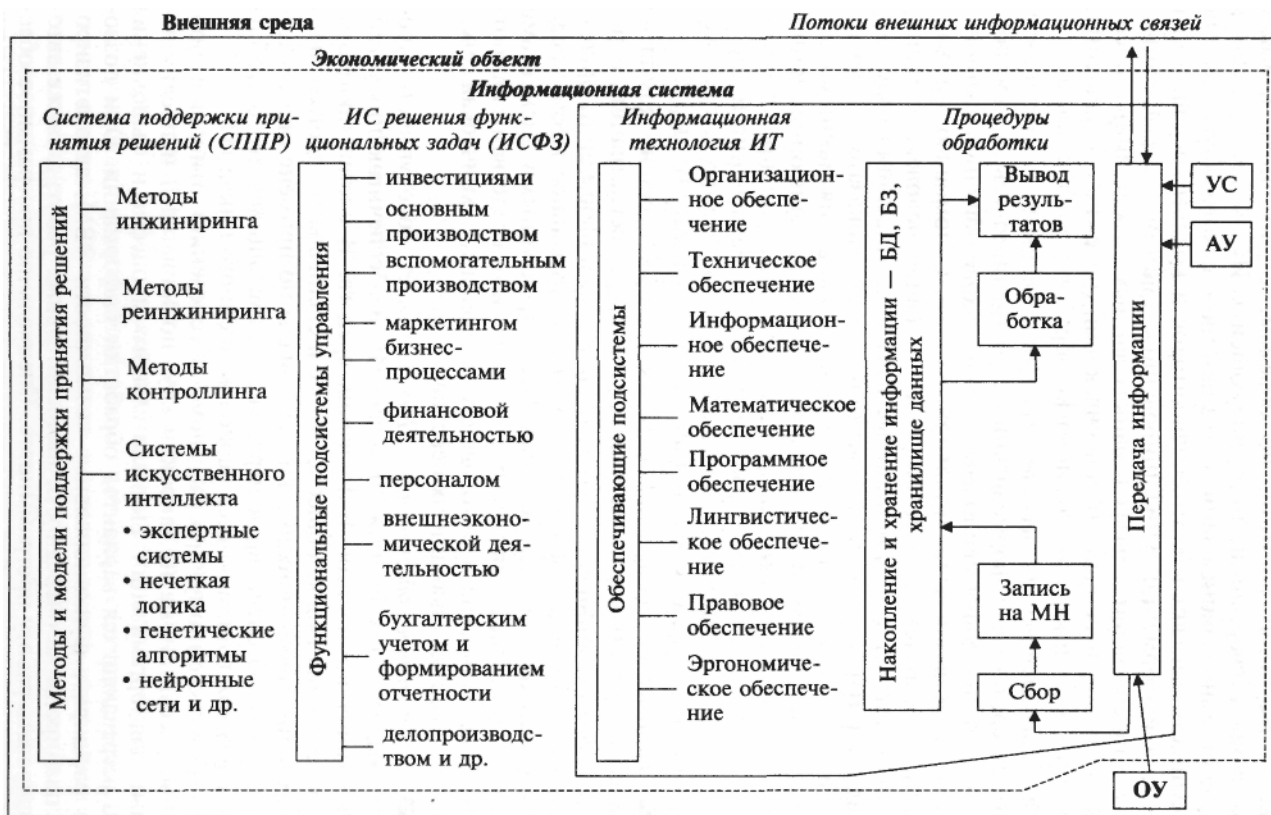 Внешняя среда
Потоки внешних информационных связей
Экономический объект
Информационная система
Система поддержки при-
нятия решений (СППР)
Методы и модели поддержки принятия решений
Методы
инжиниринга
Методы
реинжиниринга
Методы
контроллинга
Системы
искусственного
интеллекта
• экспертные
системы
• нечеткая
логика
• генетические
алгоритмы
• нейронные
сети и др.
ИС решения функ-
циональных задач (ИСФЗ)
Функциональные подсистемы управления
инвестициями
основным
производством
вспомогательным
производством
маркетингом
бизнес-
процессами
финансовой
деятельностью
персоналом
внешнеэконо-
мической дея-
тельностью
бухгалтерским
учетом и
формированием
отчетности
делопроизводс-
твом и др.
Информационная
технология ИТ
Обеспечивающие подсистемы
Организацион-
ное обеспе-
чение
Техническое
обеспечение
Информацион-
ное обеспече-
ние
Математическое
обеспечение
Программное
обеспечение
Лингвистичес-
кое обеспече-
ние
Правовое
обеспечение
Эргономиче-
ское обеспече-
ние
Процедуры
обработки
Накопление и хранение информации — БД, БЗ,
хранилище данных
Вывод
резуль-
татов
Обра-
ботка
Запись
на МН
Сбор
Передача информации
УС
АУ
ОУ